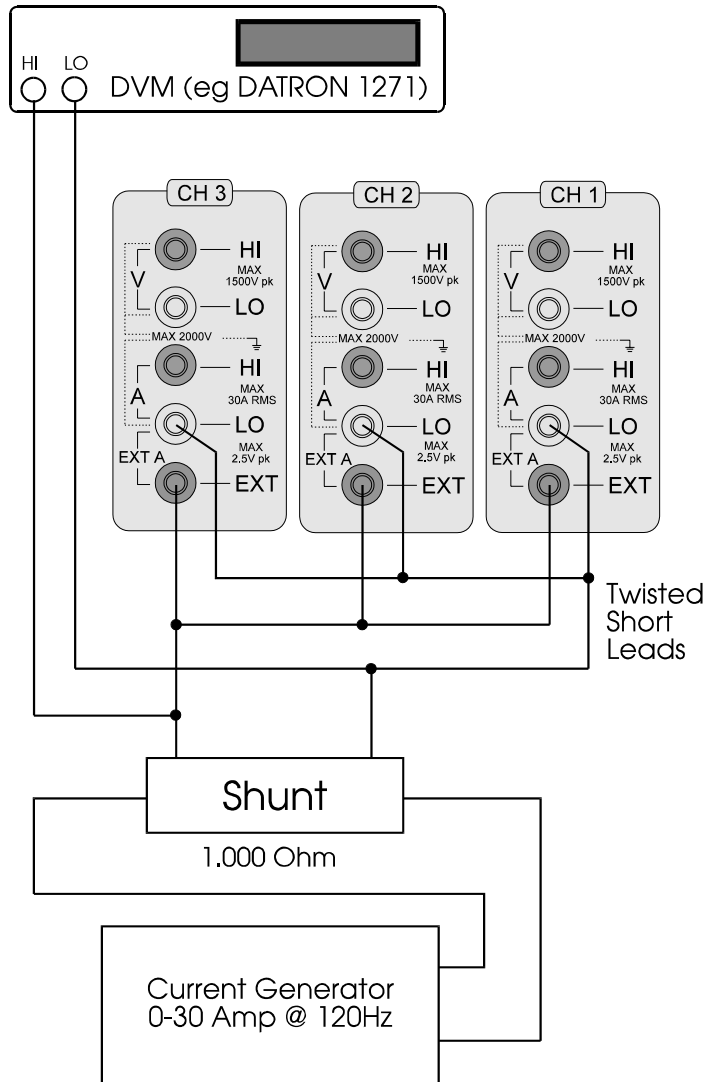 HI LO
DVM (eg DATRON 1271)
CH 3
HI
MAX
1500V pk
V
LO
MAX 2000V
HI
MAX
30A RMS
A
LO
MAX
2.5V pk
EXT A
EXT
CH 2
HI
MAX
1500V pk
V
LO
MAX 2000V
HI
MAX
30A RMS
A
LO
MAX
2.5V pk
EXT A
EXT
CH 1
HI
MAX
1500V pk
V
LO
MAX 2000V
HI
MAX
30A RMS
A
LO
MAX
2.5V pk
EXT A
EXT
Twisted
Short
Leads
Shunt
1.000 Ohm
Current Generator
0-30 Amp @ 120Hz